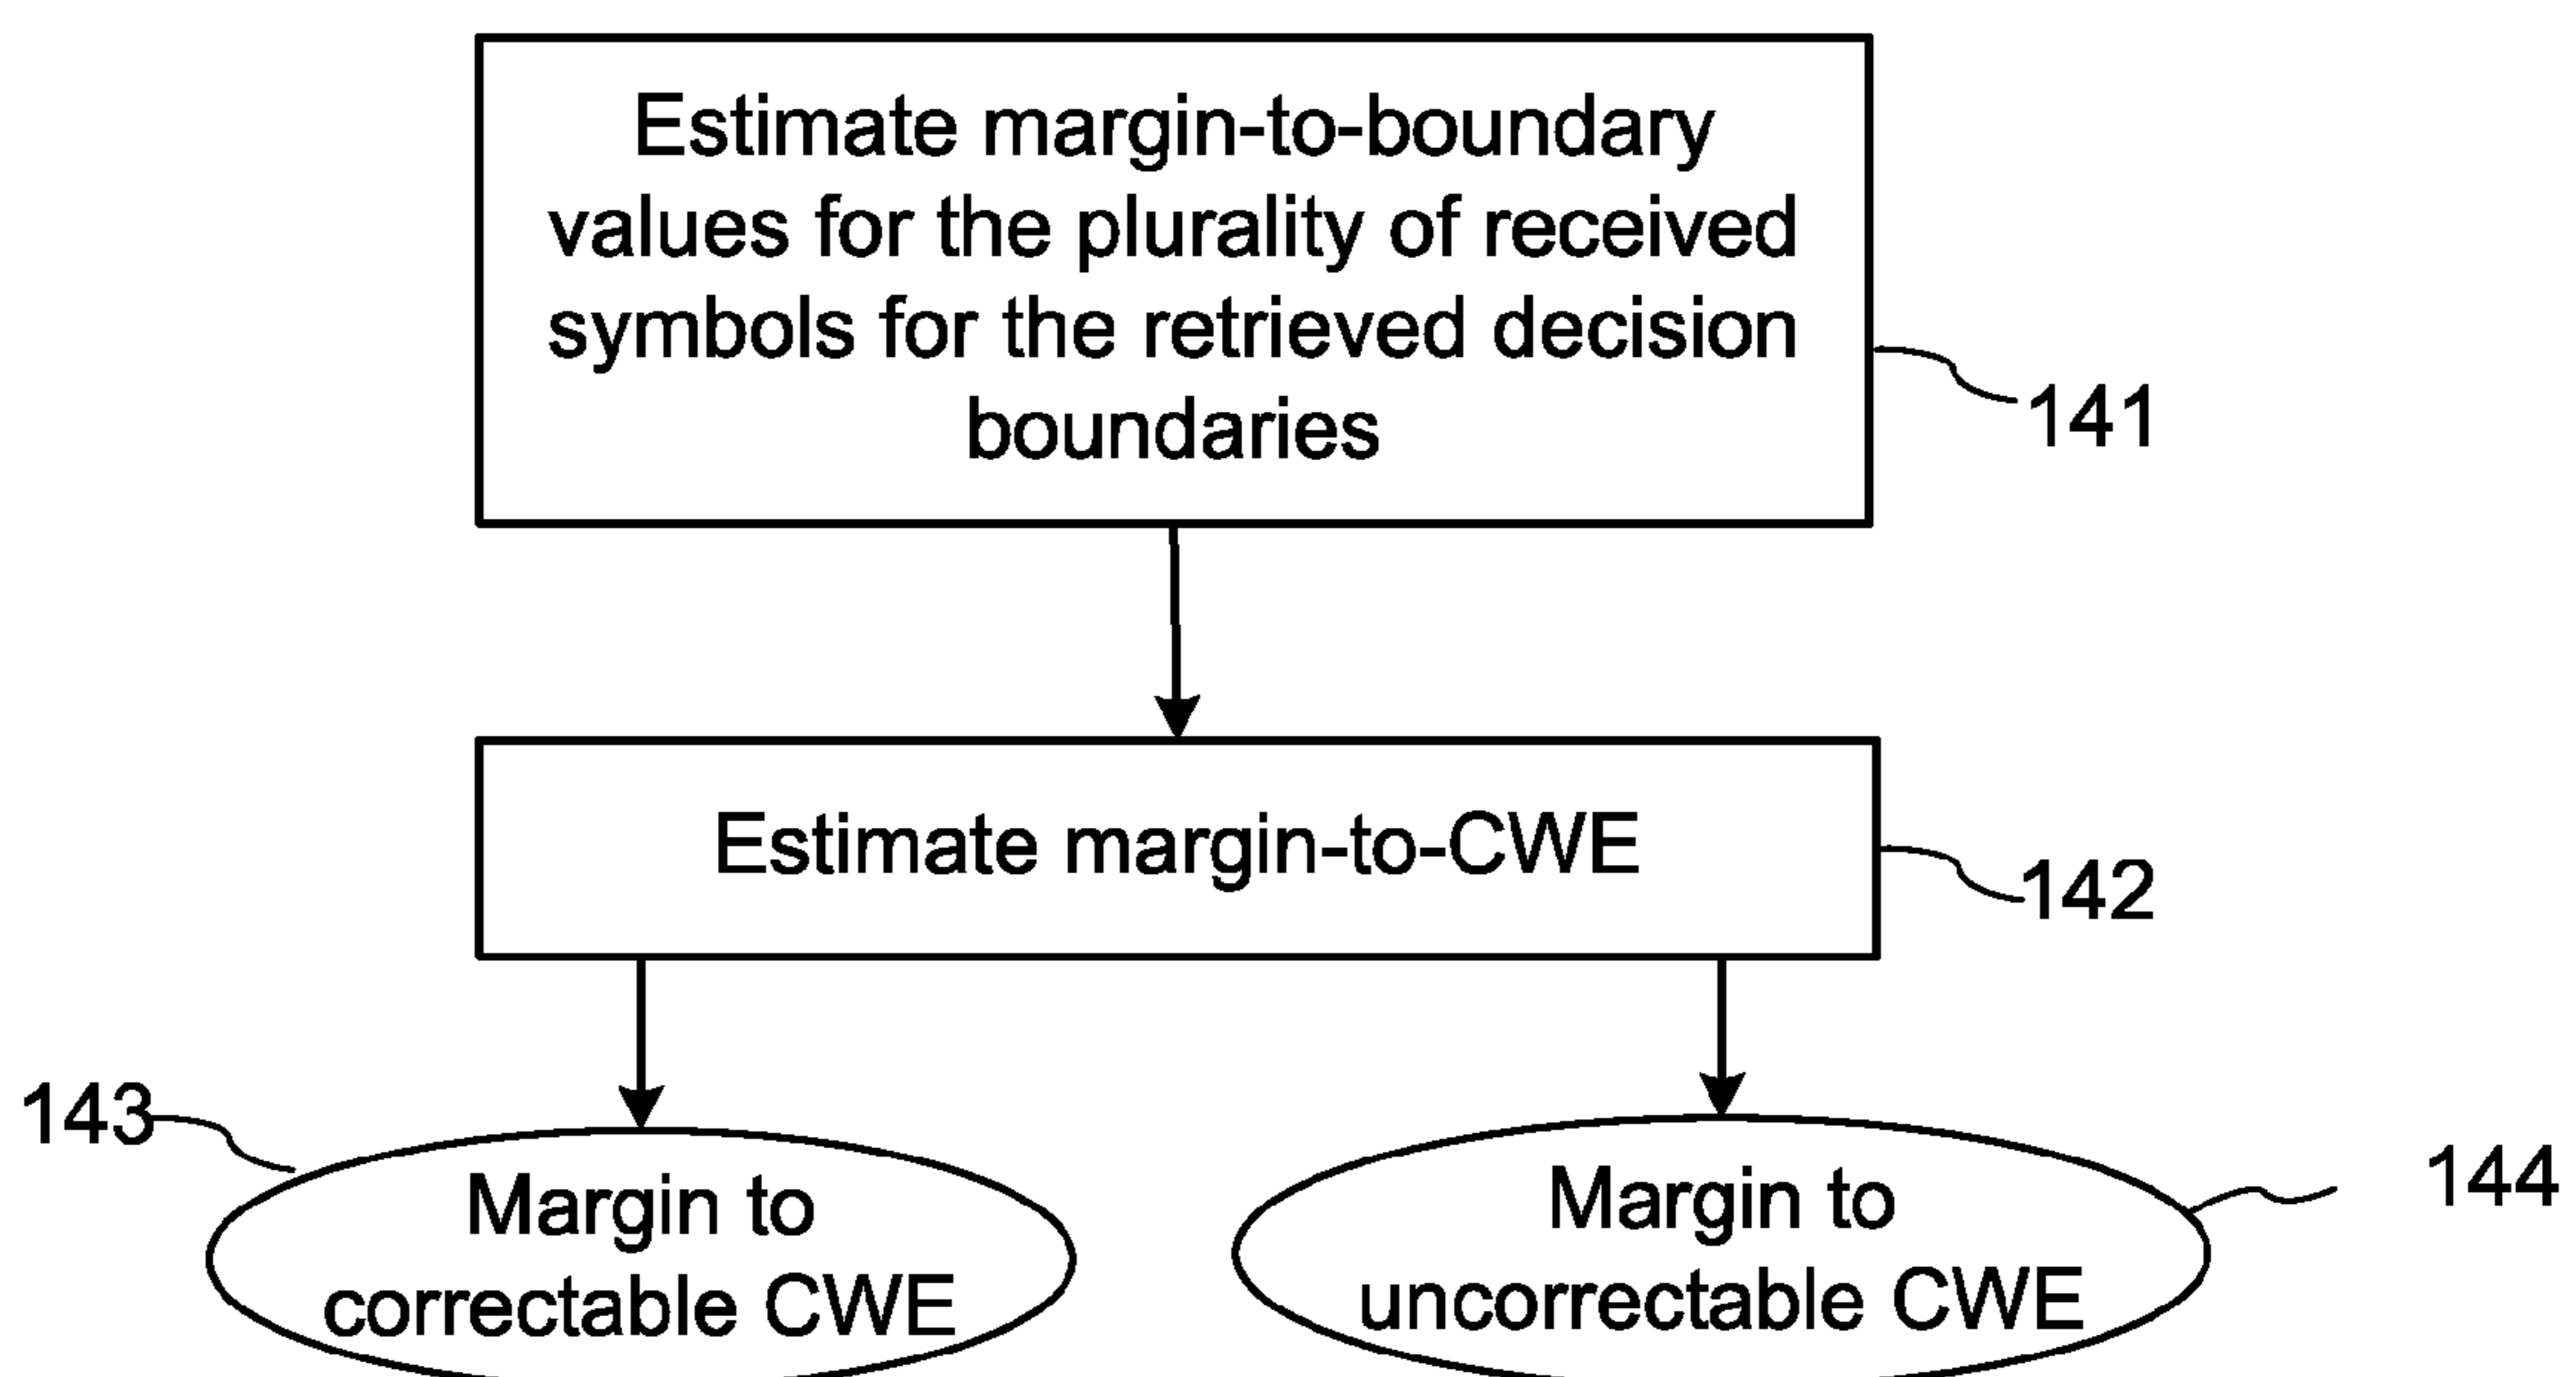 Estimate margin-to-boundary
values for the plurality of received
symbols for the retrieved decision
boundaries
141
Estimate margin-to-CWE
142
143
Margin to
correctable CWE
144
Margin to
uncorrectable CWE